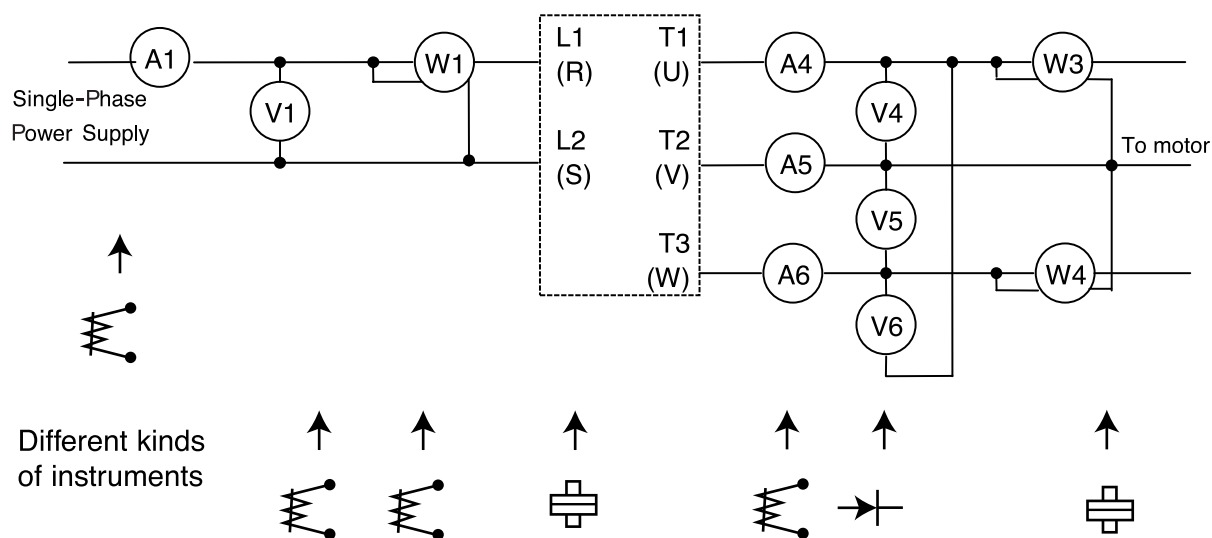 A1
W1
V1
Single-Phase
Power Supply
L1
(R)
L2
(S)
T1
(U)
T2
(V)
T3
(W)
A4
A5
A6
V4
V5
V6
W3
W4
To motor
Different kinds
of instruments